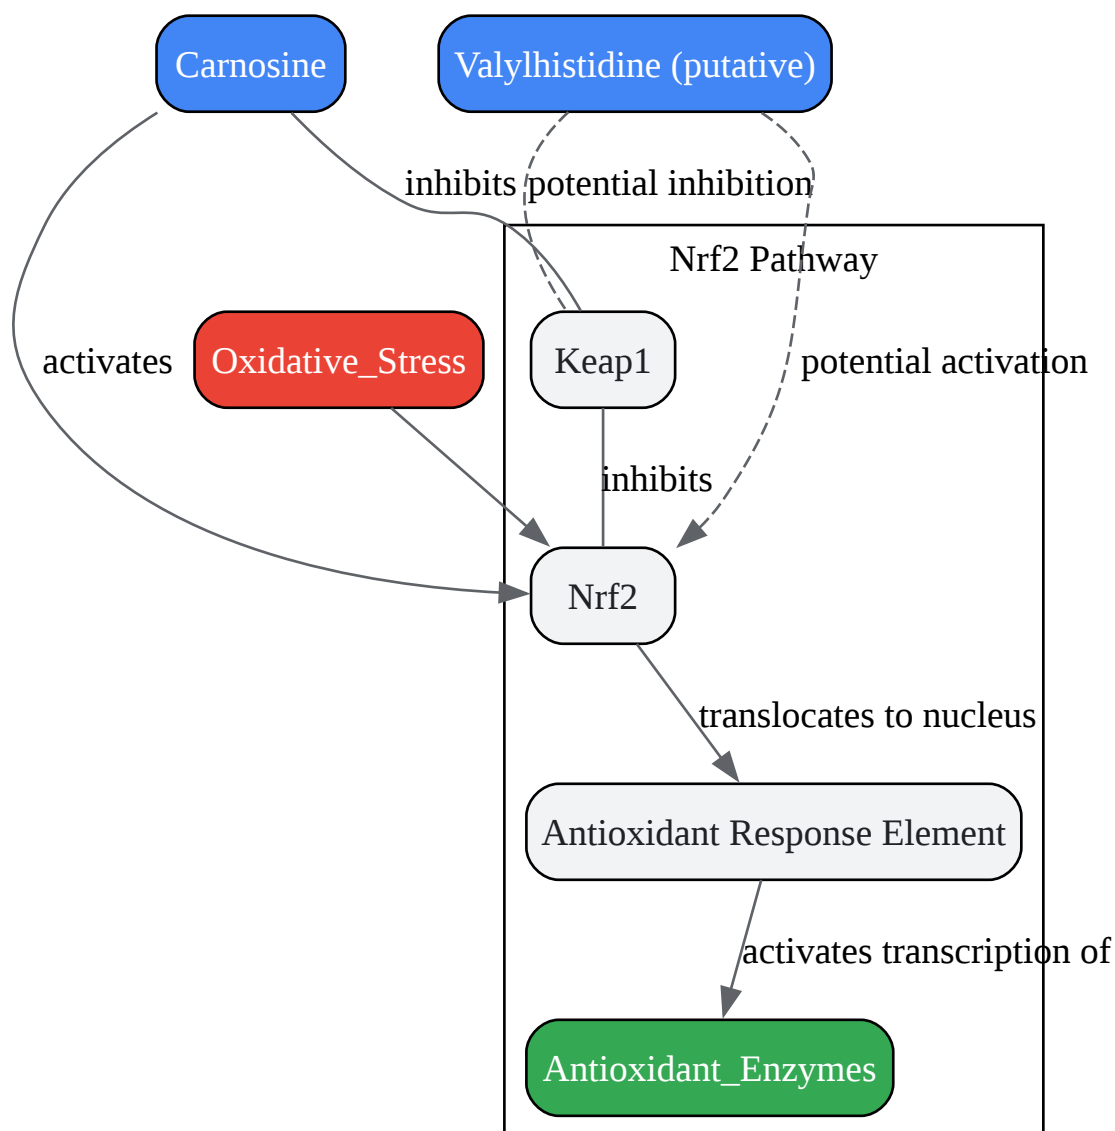 Carnosine
Valylhistidine (putative)
inhibits
potential inhibition
Nrf2 Pathway
activates
Oxidative_Stress
Keap1
potential activation
inhibits
Nrf2
translocates to nucleus
Antioxidant Response Element
activates transcription of
Antioxidant_Enzymes